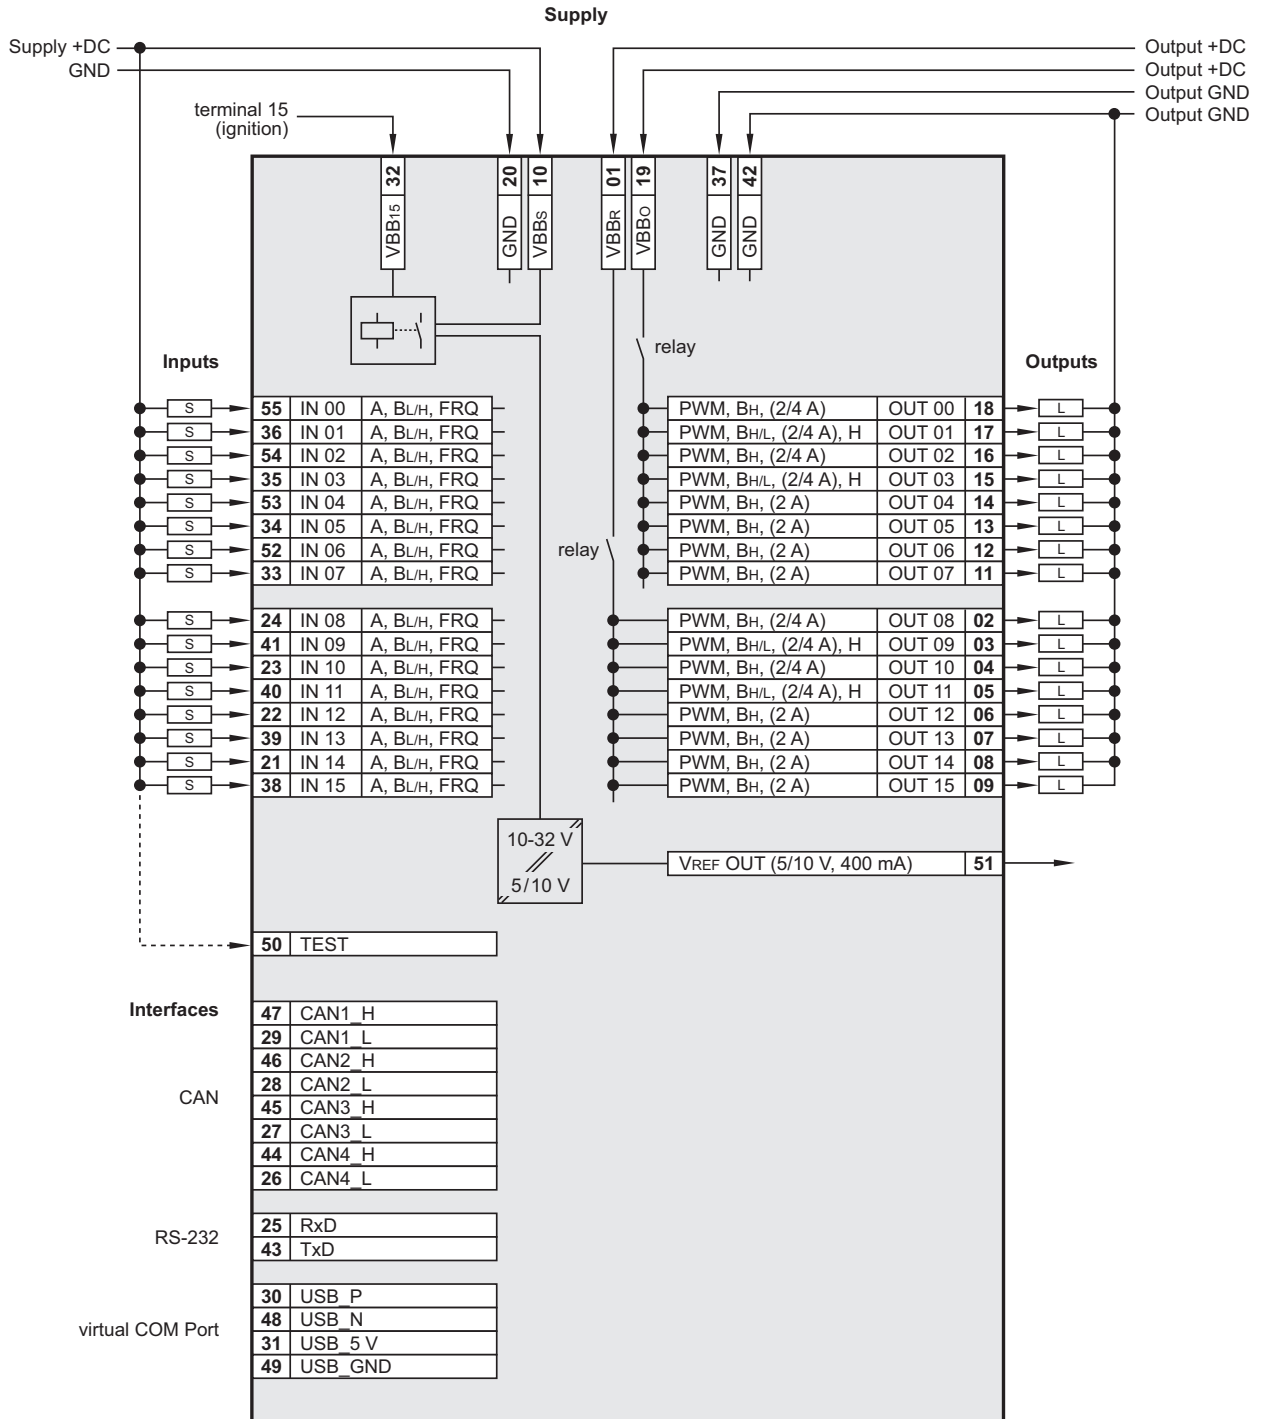 Supply
Supply +DC
GND
Output +DC
Output +DC
Output GND
Output GND
terminal 15
(ignition)
32 VBB15
20 GND
10 VBBS
01 VBBR
19 VBBO
37 GND
42 GND
relay
relay
Inputs
S 55 IN 00 A, BL/H, FRQ
S 36 IN 01 A, BL/H, FRQ
S 54 IN 02 A, BL/H, FRQ
S 35 IN 03 A, BL/H, FRQ
S 53 IN 04 A, BL/H, FRQ
S 34 IN 05 A, BL/H, FRQ
S 52 IN 06 A, BL/H, FRQ
S 33 IN 07 A, BL/H, FRQ
S 24 IN 08 A, BL/H, FRQ
S 41 IN 09 A, BL/H, FRQ
S 23 IN 10 A, BL/H, FRQ
S 40 IN 11 A, BL/H, FRQ
S 22 IN 12 A, BL/H, FRQ
S 39 IN 13 A, BL/H, FRQ
S 21 IN 14 A, BL/H, FRQ
S 38 IN 15 A, BL/H, FRQ
Outputs
PWM, BH, (2/4 A) OUT 00 18 L
PWM, BH/L, (2/4 A), H OUT 01 17 L
PWM, BH, (2/4 A) OUT 02 16 L
PWM, BH/L, (2/4 A), H OUT 03 15 L
PWM, BH, (2 A) OUT 04 14 L
PWM, BH, (2 A) OUT 05 13 L
PWM, BH, (2 A) OUT 06 12 L
PWM, BH, (2 A) OUT 07 11 L
PWM, BH, (2/4 A) OUT 08 02 L
PWM, BH/L, (2/4 A), H OUT 09 03 L
PWM, BH, (2/4 A) OUT 10 04 L
PWM, BH/L, (2/4 A), H OUT 11 05 L
PWM, BH, (2 A) OUT 12 06 L
PWM, BH, (2 A) OUT 13 07 L
PWM, BH, (2 A) OUT 14 08 L
PWM, BH, (2 A) OUT 15 09 L
10-32 V
//
5/10 V
VREF OUT (5/10 V, 400 mA) 51
50 TEST
Interfaces
CAN
47 CAN1_H
29 CAN1_L
46 CAN2_H
28 CAN2_L
45 CAN3_H
27 CAN3_L
44 CAN4_H
26 CAN4_L
RS-232
25 RxD
43 TxD
virtual COM Port
30 USB_P
48 USB_N
31 USB_5 V
49 USB_GND